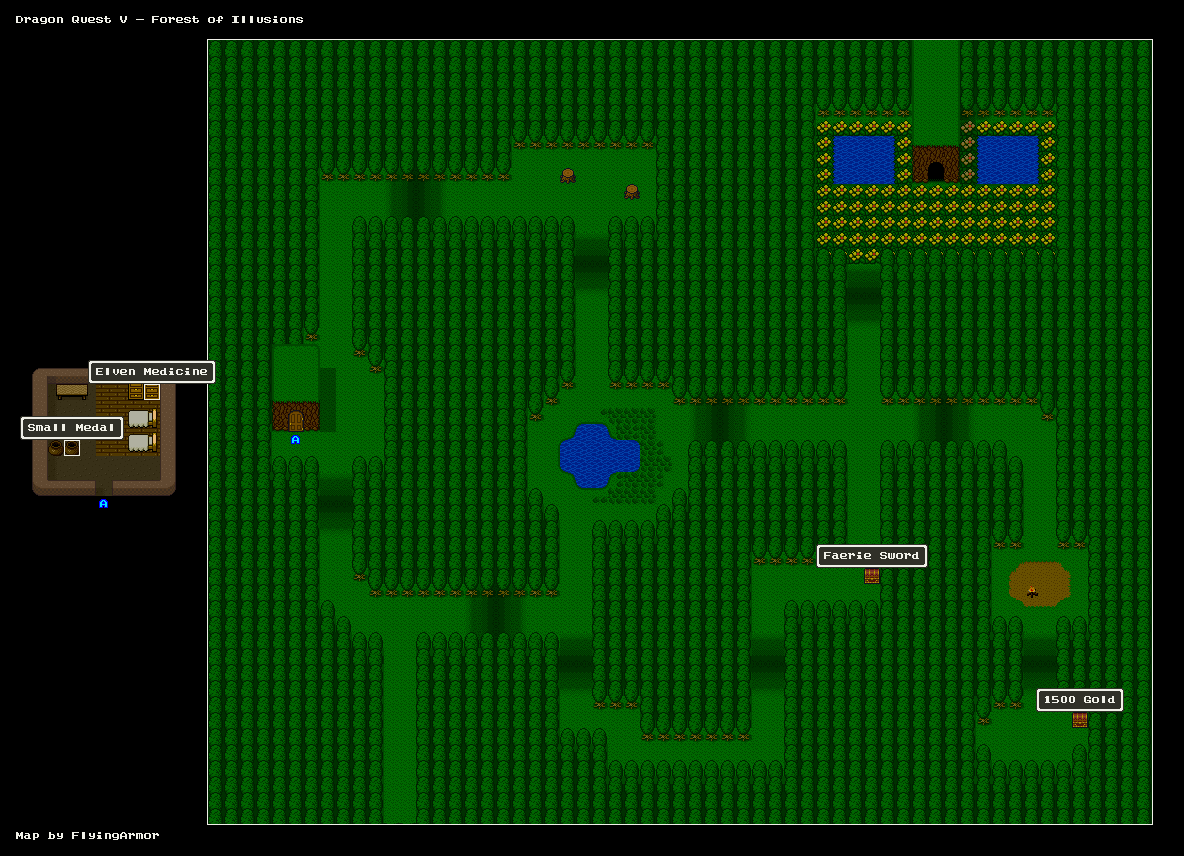 Dragon Quest V – Forest of Illusions
Elven Medicine
Small Medal
A
A
Faerie Sword
1500 Gold
Map by FlyingArmor